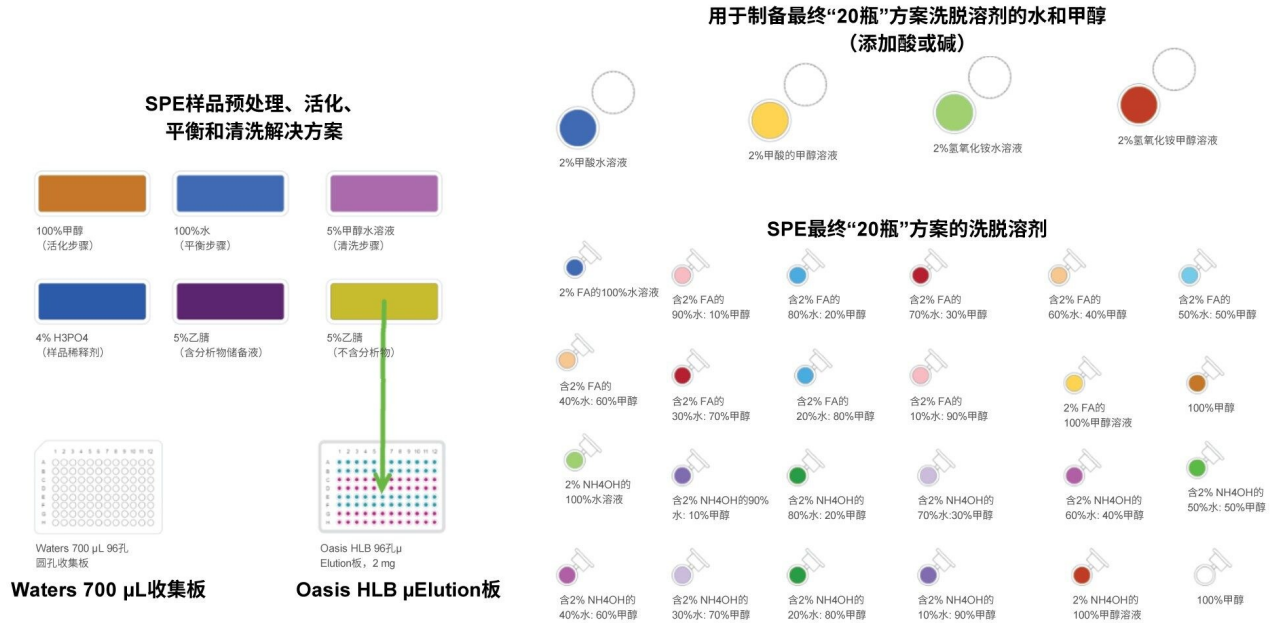 SPE样品预处理、活化、
平衡和清洗解决方案
100%甲醇
（活化步骤）
100%水
（平衡步骤）
5%甲醇水溶液
（清洗步骤）
4% H3PO4
（样品稀释剂）
5%乙腈
（含分析物储备液）
5%乙腈
（不含分析物）
1 2 3 4 5 6 7 8 9 10 11 12
A
B
C
D
E
F
G
H
Waters 700 µL 96孔
圆孔收集板
Waters 700 µL收集板
1 2 3 4 5 7 8 9 10 11 12
A
B
C
D
E
F
G
H
Oasis HLB 96孔µ
Elution板，2 mg
Oasis HLB µElution板
用于制备最终“20瓶”方案洗脱溶剂的水和甲醇
（添加酸或碱）
2%甲酸水溶液
2%甲酸的甲醇溶液
2%氢氧化铵水溶液
2%氢氧化铵甲醇溶液
SPE最终“20瓶”方案的洗脱溶剂
2% FA的100%水溶液
含2% FA的
90%水: 10%甲醇
含2% FA的
80%水: 20%甲醇
含2% FA的
70%水: 30%甲醇
含2% FA的
60%水: 40%甲醇
含2% FA的
50%水: 50%甲醇
含2% FA的
40%水: 60%甲醇
含2% FA的
30%水: 70%甲醇
含2% FA的
20%水: 80%甲醇
含2% FA的
10%水: 90%甲醇
2% FA的
100%甲醇溶液
100%甲醇
2% NH4OH的
100%水溶液
含2% NH4OH的90%
水: 10%甲醇
含2% NH4OH的
80%水: 20%甲醇
含2% NH4OH的
70%水:30%甲醇
含2% NH4OH的
60%水: 40%甲醇
含2% NH4OH的
50%水: 50%甲醇
含2% NH4OH的
40%水: 60%甲醇
含2% NH4OH的
30%水: 70%甲醇
含2% NH4OH的
20%水: 80%甲醇
含2% NH4OH的
10%水: 90%甲醇
2% NH4OH的
100%甲醇溶液
100%甲醇